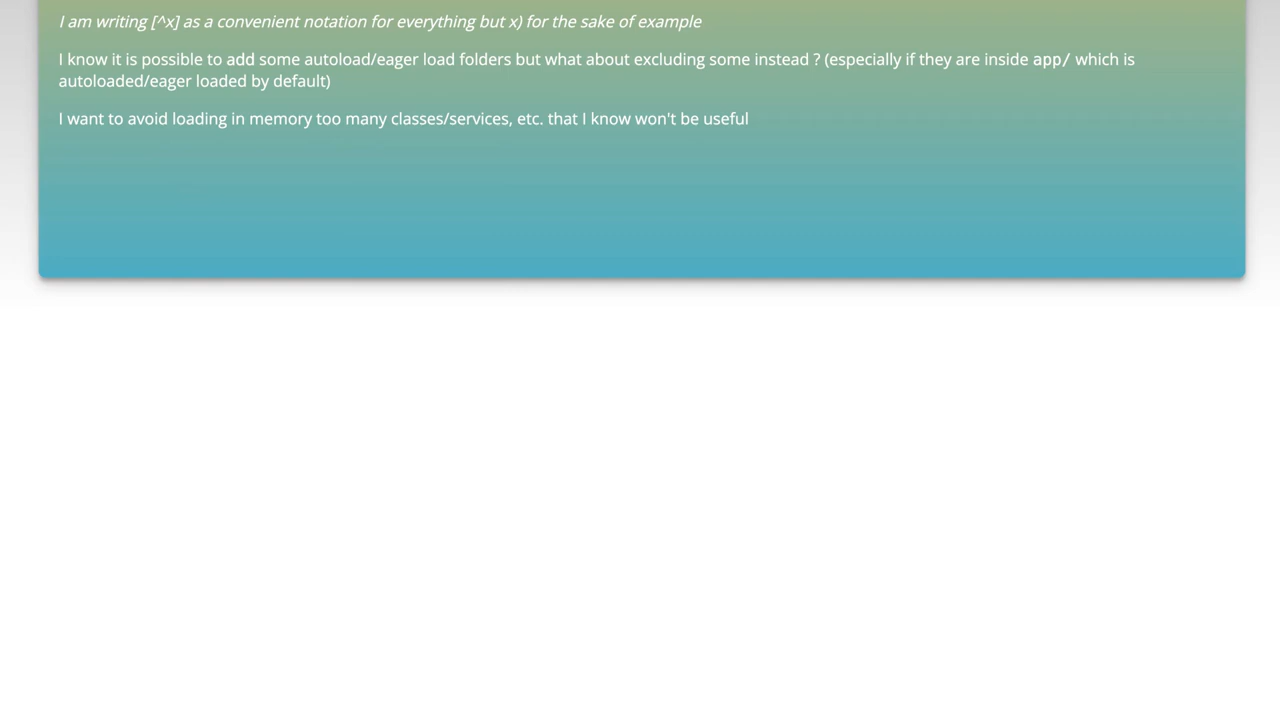 I am writing [^x] as a convenient notation for everything but x) for the sake of example
I know it is possible to add some autoload/eager load folders but what about excluding some instead ? (especially if they are inside app/ which is
autoloaded/eager loaded by default)
I want to avoid loading in memory too many classes/services, etc. that I know won't be useful